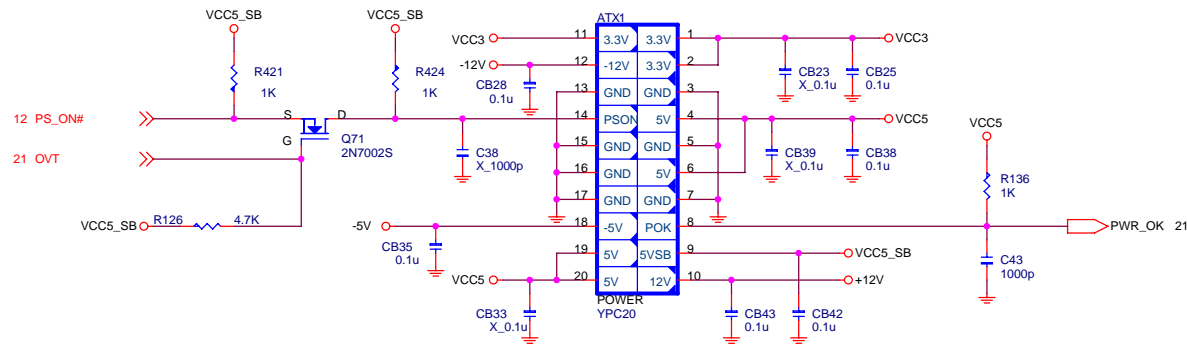 VCC5_SB
VCC5_SB
ATX1
VCC5
R421
1K
R424
1K
VCC3
11 3.3V 3.3V 1
VCC3
-12V
12 -12V 3.3V 2
CB28
0.1u
CB23
X_0.1u
CB25
0.1u
13 GND GND 3
12 PS_ON#
S D
G
Q71
2N7002S
14 PSON 5V 4
VCC5
21 OVT
C38
X_1000p
15 GND GND 5
CB39
X_0.1u
CB38
0.1u
16 GND 5V 6
R136
1K
17 GND GND 7
VCC5_SB
R126 4.7K
-5V
18 -5V POK 8
PWR_OK 21
CB35
0.1u
19 5V 5VSB 9
VCC5_SB
C43
1000p
VCC5
20 5V 12V 10
+12V
POWER
YPC20
CB33
X_0.1u
CB43
0.1u
CB42
0.1u